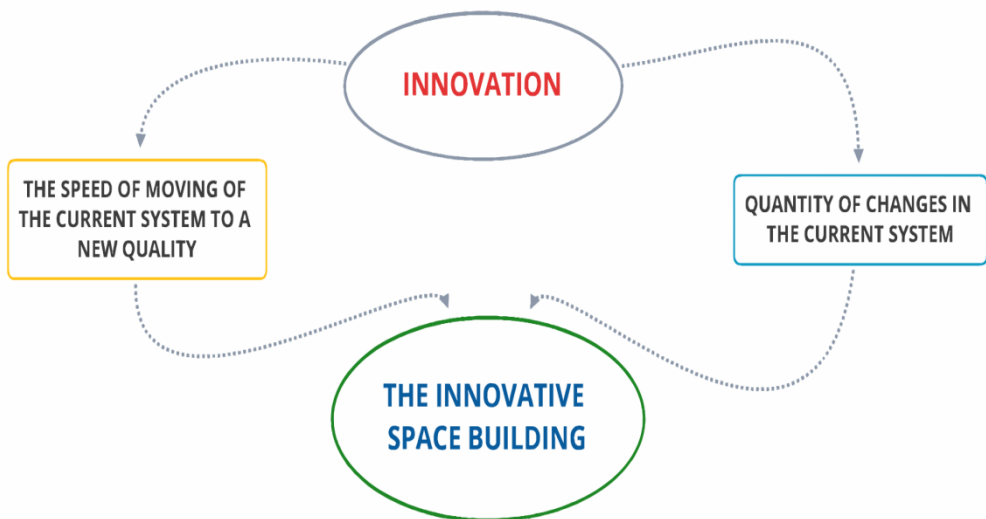 INNOVATION
THE SPEED OF MOVING OF
THE CURRENT SYSTEM TO A
NEW QUALITY
QUANTITY OF CHANGES IN
THE CURRENT SYSTEM
THE INNOVATIVE
SPACE BUILDING